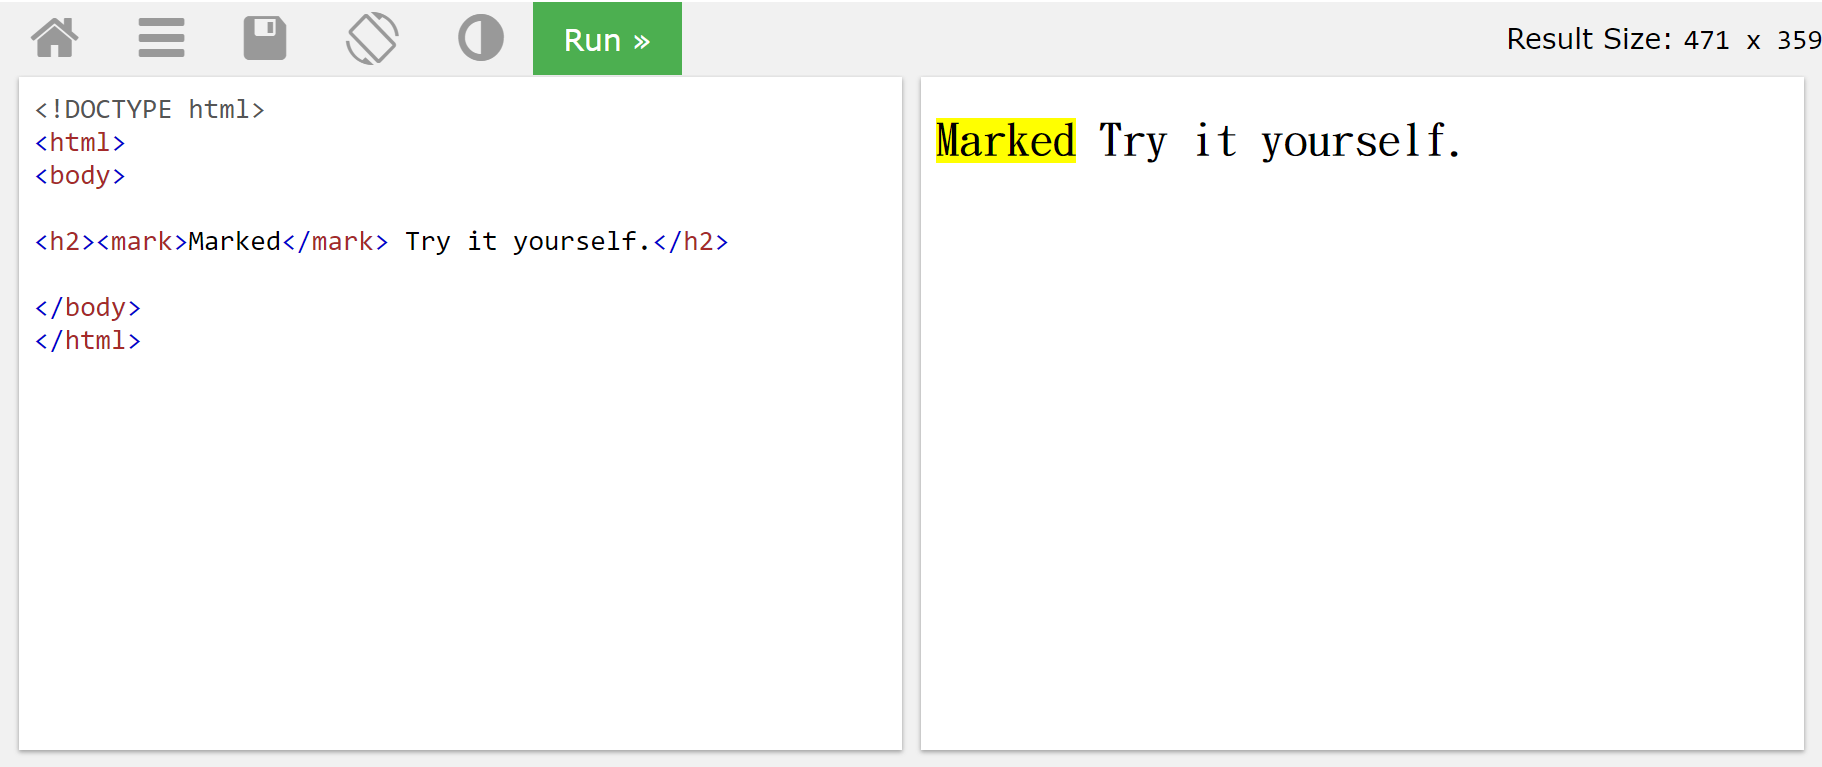 Run »
Result Size: 471 x 359
<!DOCTYPE html>
<html>
<body>
<h2><mark>Marked</mark> Try it yourself.</h2>
</body>
</html>
Marked Try it yourself.